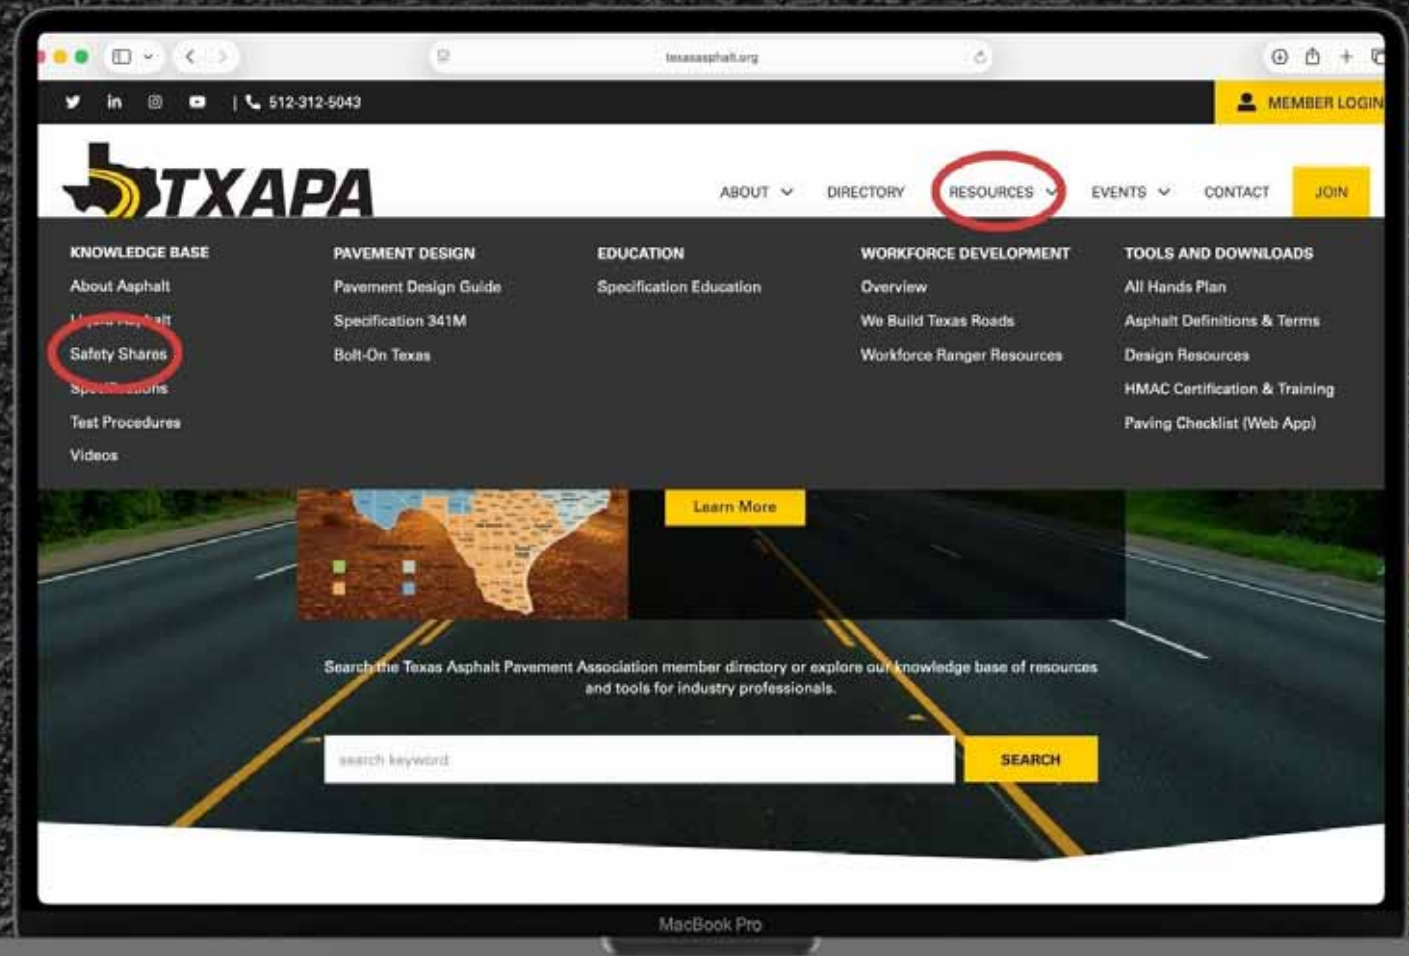 texasasphalt.org
| 512-312-5043
MEMBER LOGIN
TXAPA
ABOUT
DIRECTORY
RESOURCES
EVENTS
CONTACT
JOIN
KNOWLEDGE BASE
About Asphalt
Liquid Asphalt
Safety Shares
Specifications
Test Procedures
Videos
PAVEMENT DESIGN
Pavement Design Guide
Specification 341M
Bolt-On Texas
EDUCATION
Specification Education
WORKFORCE DEVELOPMENT
Overview
We Build Texas Roads
Workforce Ranger Resources
TOOLS AND DOWNLOADS
All Hands Plan
Asphalt Definitions & Terms
Design Resources
HMAC Certification & Training
Paving Checklist (Web App)
Learn More
Search the Texas Asphalt Pavement Association member directory or explore our knowledge base of resources
and tools for industry professionals.
search keyword
SEARCH
MacBook Pro